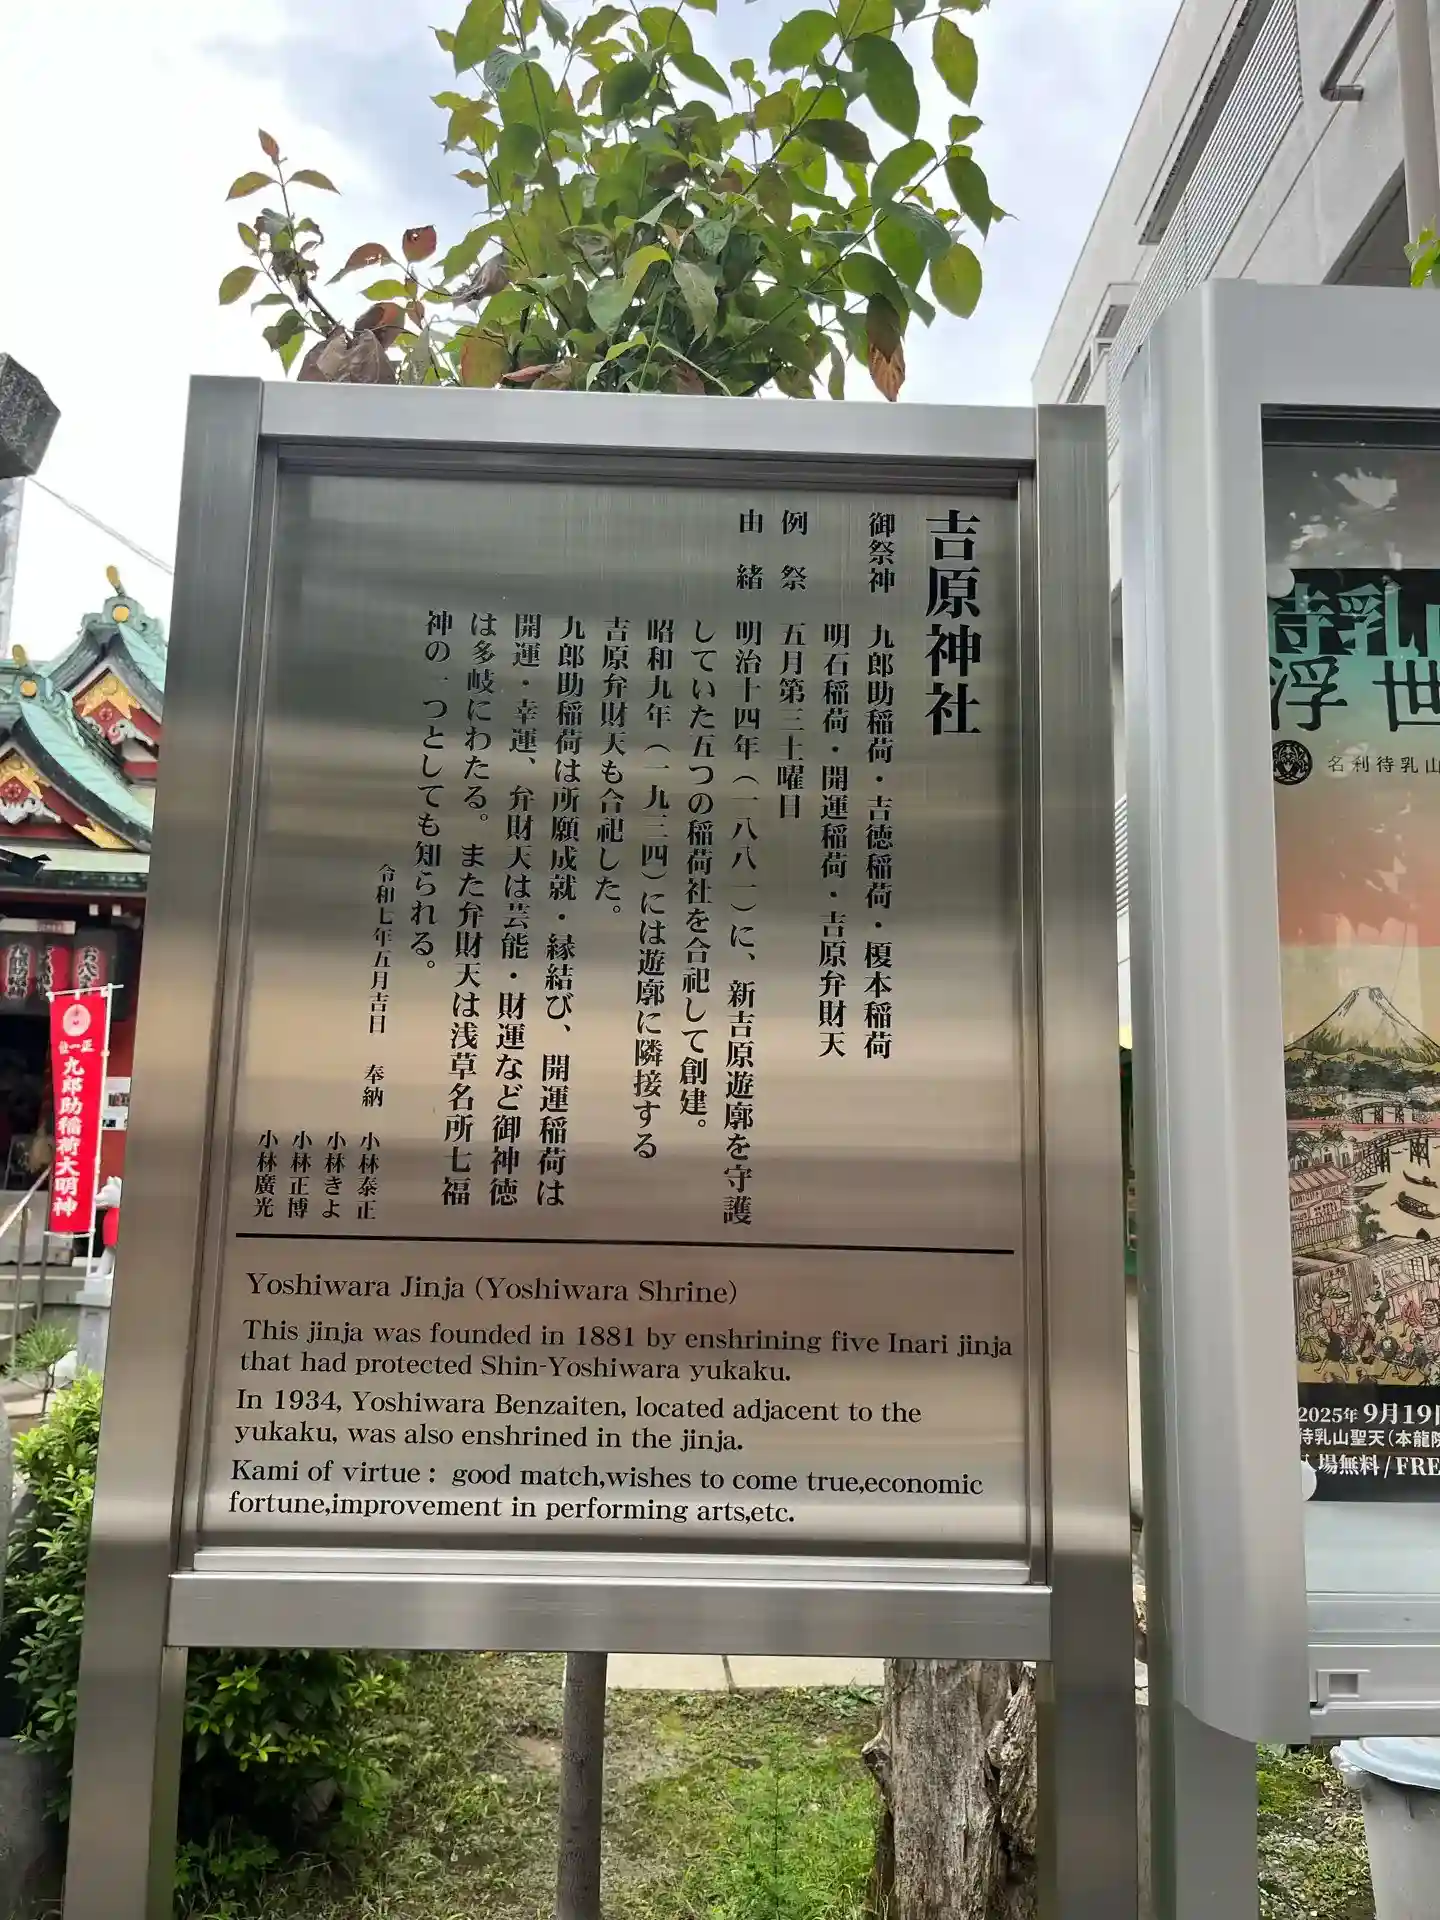 吉原神社
御祭神 九郎助稲荷・吉徳稲荷・榎本稲荷
明石稲荷・開運稲荷・吉原弁財天
例 祭 五月第三土曜日
由 緒 明治十四年(一八八一)に、新吉原遊廓を守護
していた五つの稲荷社を合祀して創建。
昭和九年(一九三四)には遊廓に隣接する
吉原弁財天も合祀した。
九郎助稲荷は所願成就・縁結び、開運稲荷は
開運・幸運、弁財天は芸能・財運など御神徳
は多岐にわたる。また弁財天は浅草名所七福
神の一つとしても知られる。
令和七年五月吉日 奉納 小林泰正
小林きよ
小林正博
小林廣光
Yoshiwara Jinja (Yoshiwara Shrine)
This jinja was founded in 1881 by enshrining five Inari jinja
that had protected Shin-Yoshiwara yukaku.
In 1934, Yoshiwara Benzaiten, located adjacent to the
yukaku, was also enshrined in the jinja.
Kami of virtue : good match,wishes to come true,economic
fortune,improvement in performing arts,etc.
正一位
九郎助稲荷大明神
待乳山
浮世
名刹待乳山
2025年 9月19日
待乳山聖天(本龍院
入場無料 / FRE